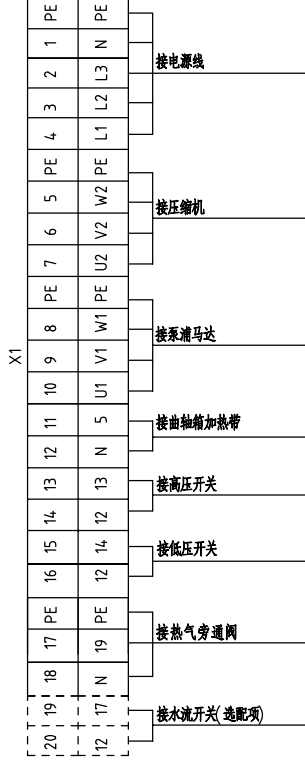 X1
PE PE
1 N
2 L3
3 L2
4 L1
接电源线
PE PE
5 W2
6 V2
7 U2
接压缩机
PE PE
8 W1
9 V1
10 U1
接泵浦马达
11 5
12 N
接曲轴箱加热带
13 13
14 12
接高压开关
15 14
16 12
接低压开关
PE PE
17 19
18 N
接热气旁通阀
19 17
20 12
接水流开关(选配项)